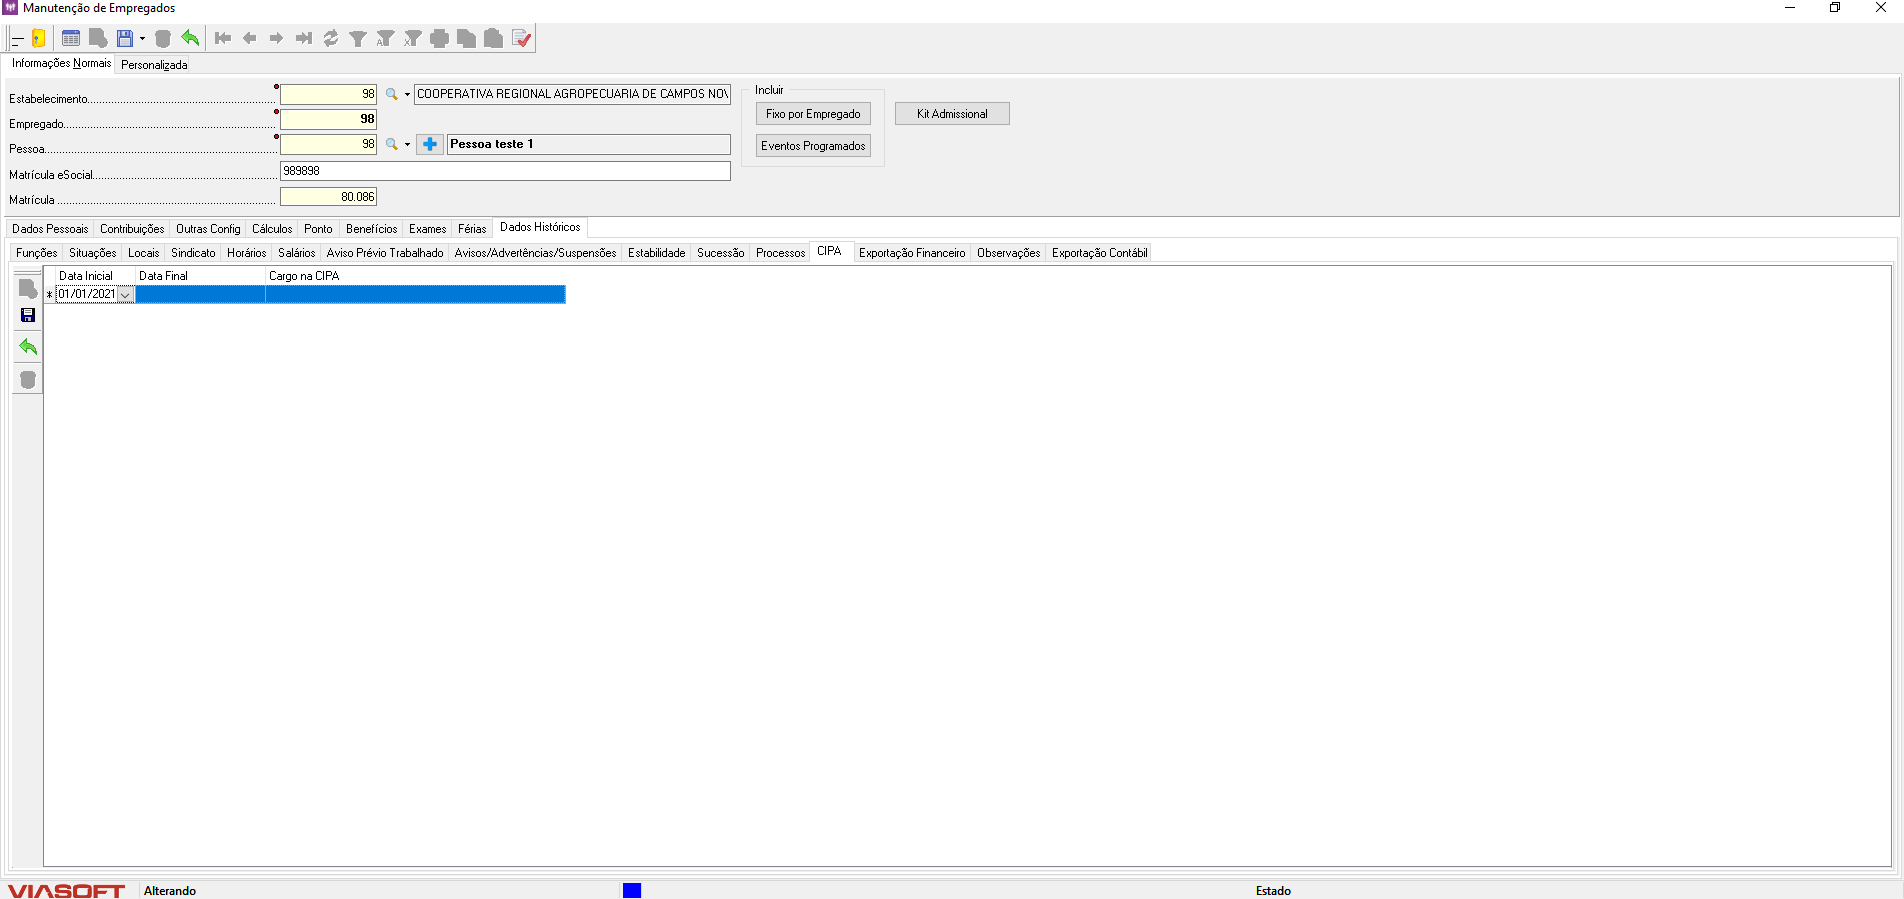 Manutenção de Empregados
Informações Normais Personalizada
Estabelecimento 98 COOPERATIVA REGIONAL AGROPECUARIA DE CAMPOS NOV
Empregado 98
Pessoa 98 Pessoa teste 1
Matrícula eSocial 989898
Matrícula 80.086
Incluir
Fixo por Empregado Kit Admissional
Eventos Programados
Dados Pessoais Contribuições Outras Config Cálculos Ponto Benefícios Exames Férias Dados Históricos
Funções Situações Locais Sindicato Horários Salários Aviso Prévio Trabalhado Avisos/Advertências/Suspensões Estabilidade Sucessão Processos CIPA Exportação Financeiro Observações Exportação Contábil
Data Inicial Data Final Cargo na CIPA
* 01/01/2021
VIASOFT Alterando Estado